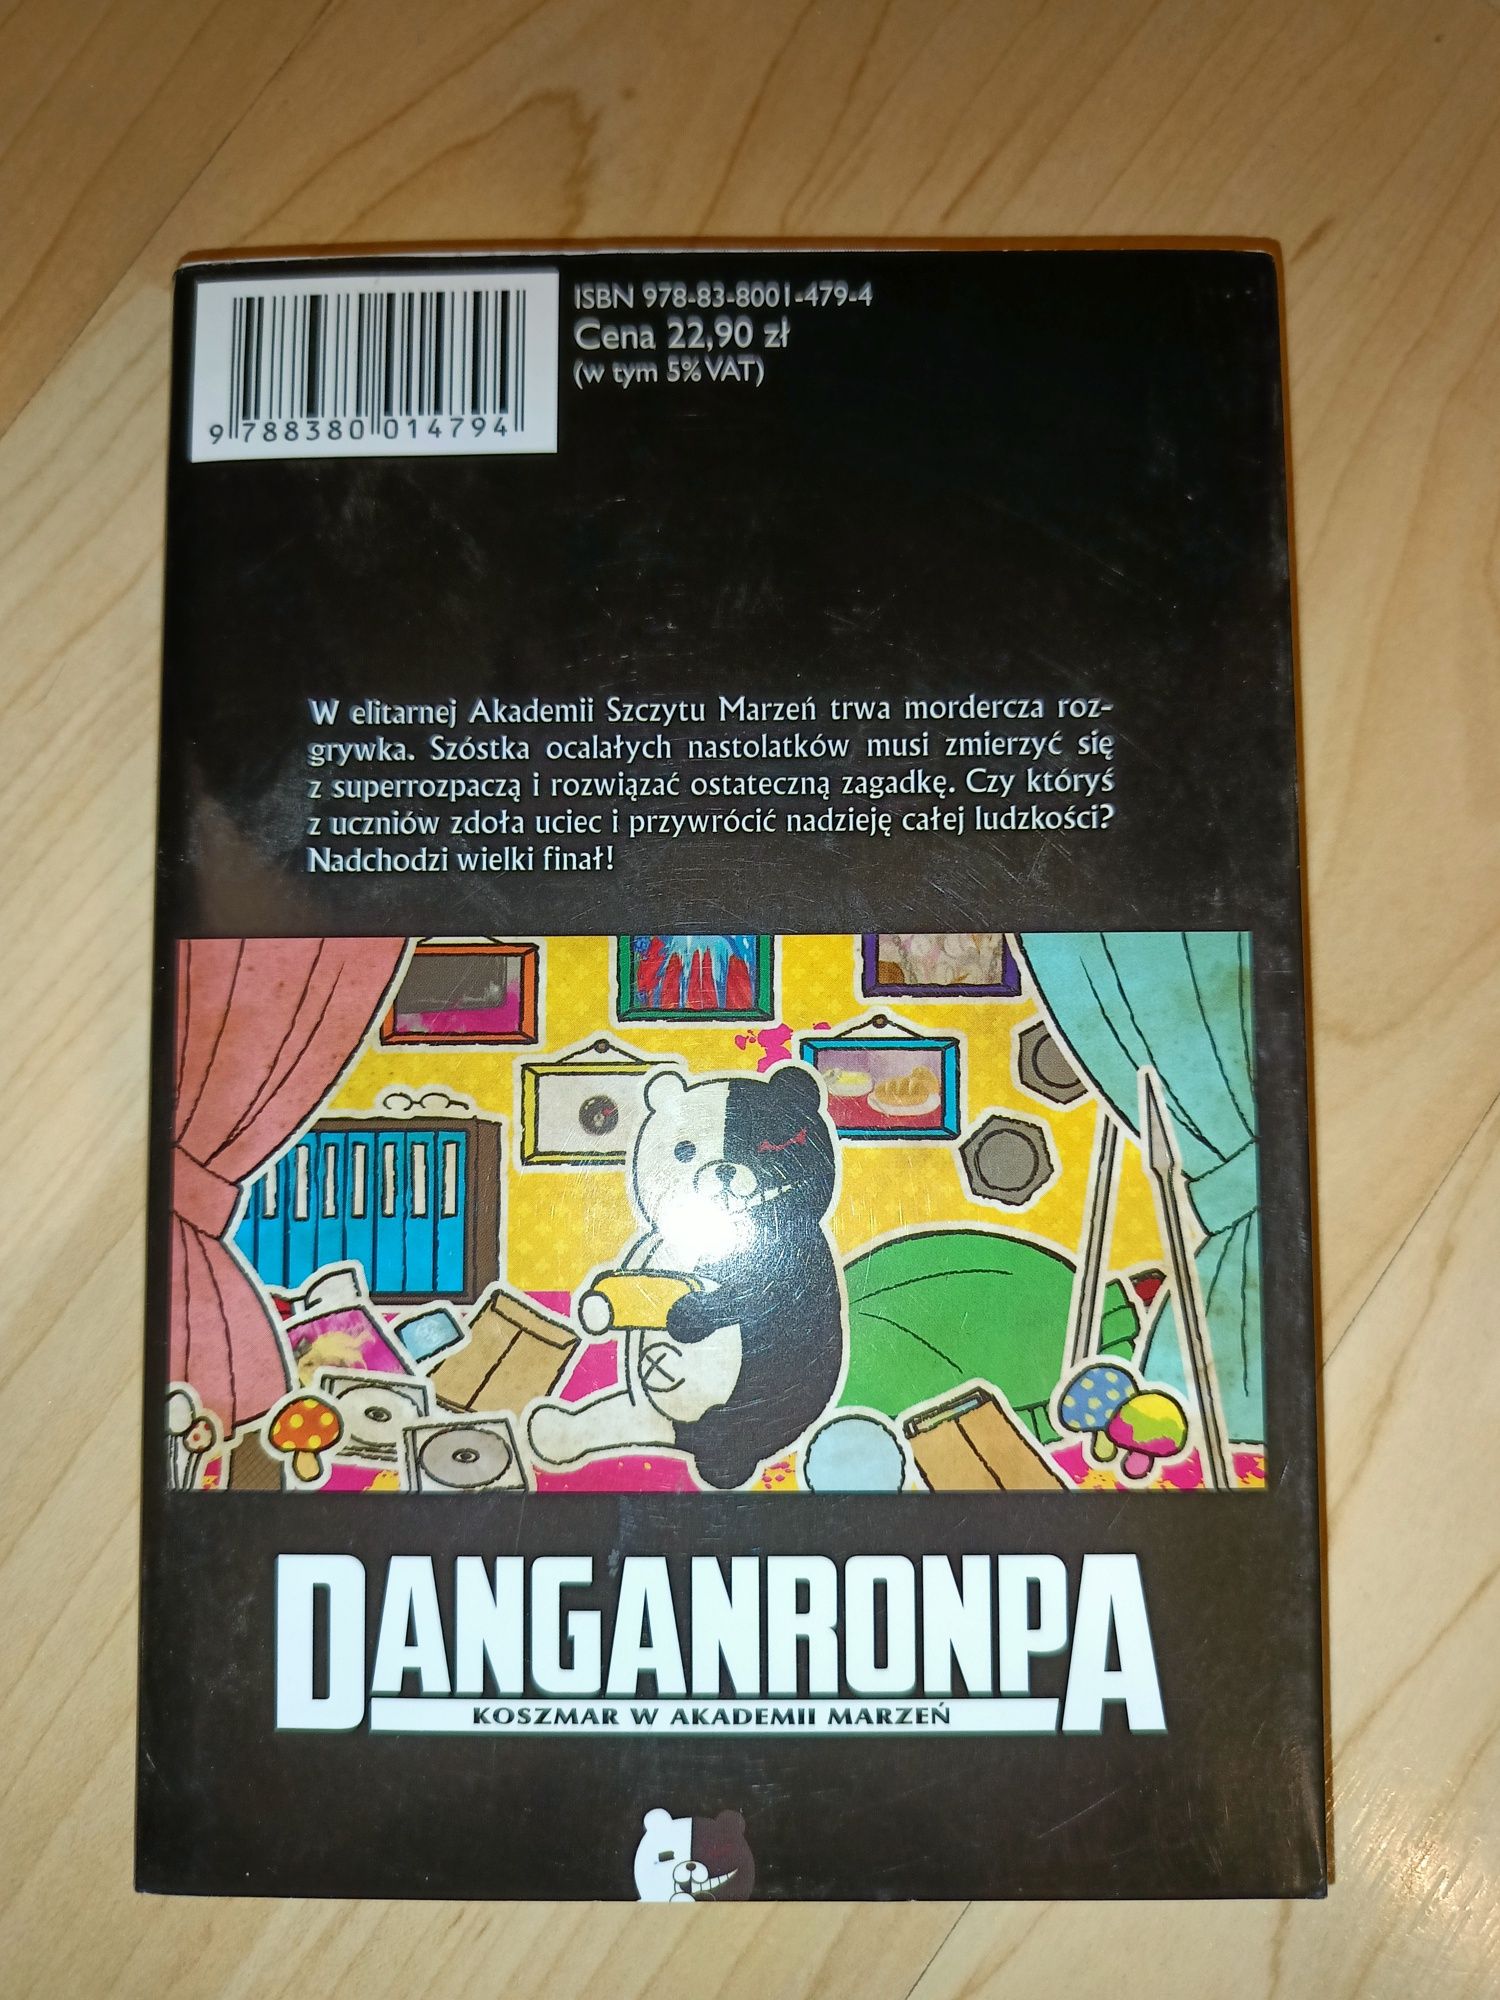 ISBN 978-83-8001-479-4
Cena 22,90 zł
(w tym 5% VAT)
9 788380 014794
W elitarnej Akademii Szczytu Marzeń trwa mordercza roz-
grywka. Szóstka ocalałych nastolatków musi zmierzyć się
z superrozpaczą i rozwiązać ostateczną zagadkę. Czy któryś
z uczniów zdoła uciec i przywrócić nadzieję całej ludzkości?
Nadchodzi wielki finał!
DANGANRONPA
KOSZMAR W AKADEMII MARZEŃ